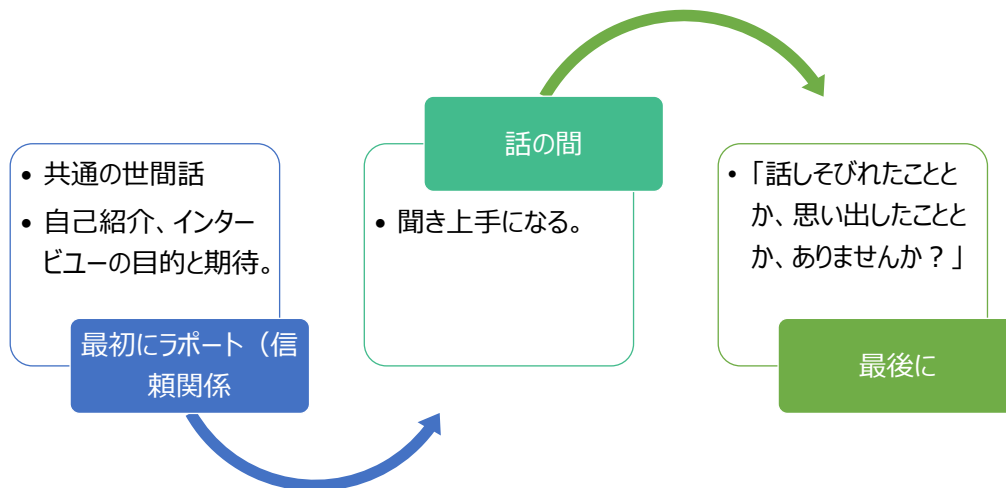 • 共通の世間話
• 自己紹介、インター
ビユーの目的と期待。
最初にラポート（信
頼関係
話の間
• 聞き上手になる。
• 「話しそびれたことと
か、思い出したことと
か、ありませんか？」
最後に